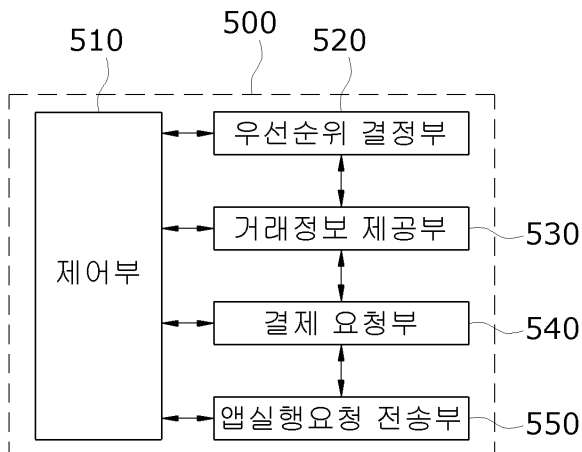 500
510
520
우선순위 결정부
제어부
거래정보 제공부
530
결제 요청부
540
앱실행요청 전송부
550